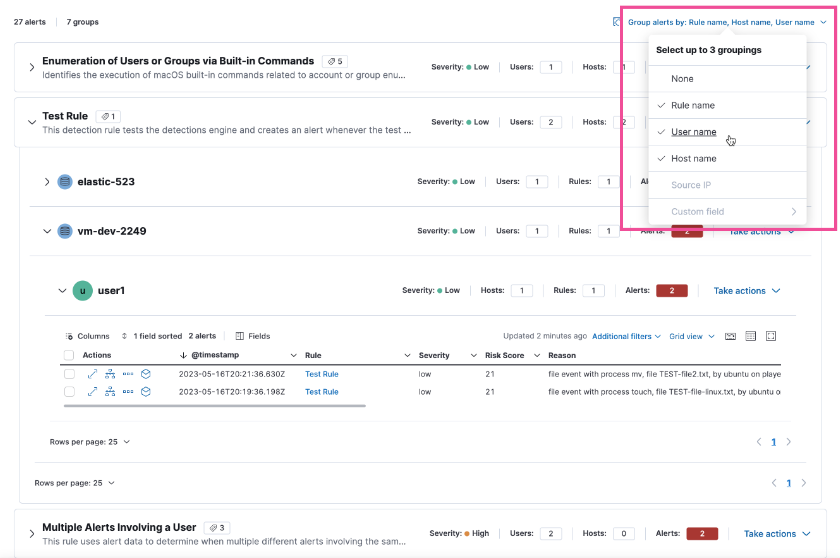 27 alerts 7 groups Group alerts by: Rule name, Host name, User name
Select up to 3 groupings
None
Rule name
User name
Host name
Source IP
Custom field
Enumeration of Users or Groups via Built-in Commands 5 Severity: Low Users: 1 Hosts: 1
Identifies the execution of macOS built-in commands related to account or group enu...
Test Rule 1 Severity: Low Users: 2 Hosts: 2
This detection rule tests the detections engine and creates an alert whenever the test ...
elastic-523 Severity: Low Users: 1 Rules: 1
vm-dev-2249 Severity: Low Users: 1 Rules: 1 Alerts: 2 Take actions
u user1 Severity: Low Hosts: 1 Rules: 1 Alerts: 2 Take actions
Columns 1 field sorted 2 alerts Fields Updated 2 minutes ago Additional filters Grid view
Actions @timestamp Rule Severity Risk Score Reason
2023-05-16T20:21:36.630Z Test Rule low 21 file event with process mv, file TEST-file2.txt, by ubuntu on playe
2023-05-16T20:19:36.198Z Test Rule low 21 file event with process touch, file TEST-file-linux.txt, by ubuntu o
Rows per page: 25 1
Rows per page: 25 1
Multiple Alerts Involving a User 3 Severity: High Users: 2 Hosts: 0 Alerts: 2 Take actions
This rule uses alert data to determine when multiple different alerts involving the sam...